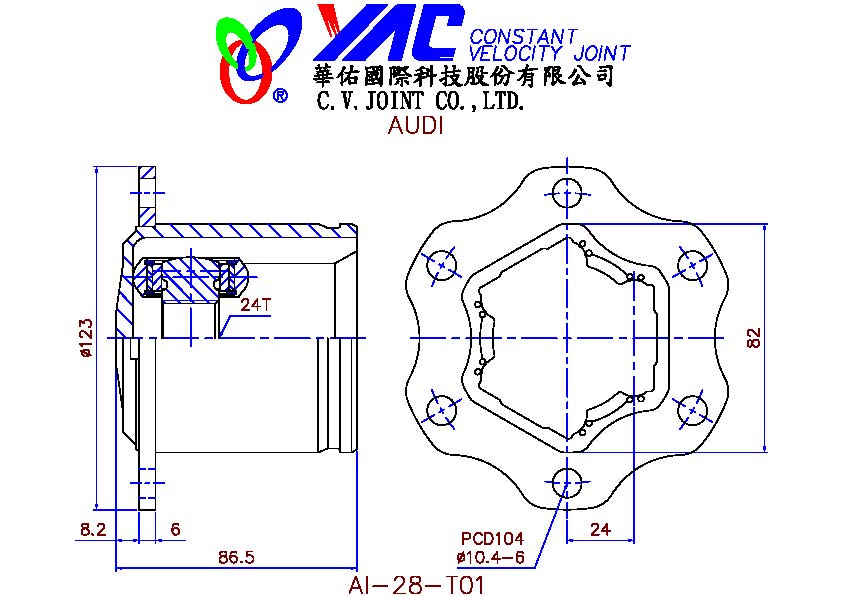 YAC CONSTANT
VELOCITY JOINT
®
華佑國際科技股份有限公司
C.V.JOINT CO.,LTD.
AUDI
24T
ø123
82
8.2
6
86.5
PCD104
ø10.4-6
24
AI-28-T01